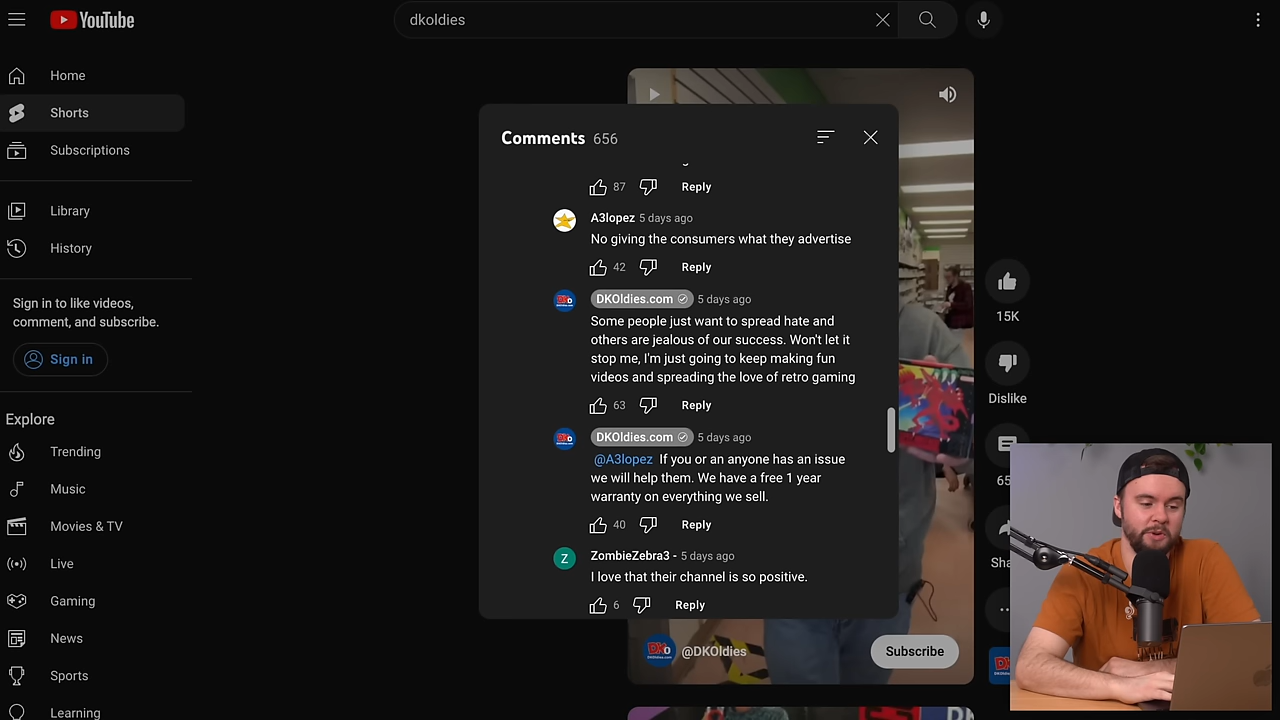 YouTube
dkoldies
Home
Shorts
Subscriptions
Library
History
Sign in to like videos,
comment, and subscribe.
Sign in
Explore
Trending
Music
Movies & TV
Live
Gaming
News
Sports
Learning
Comments 656
87 Reply
A3lopez 5 days ago
No giving the consumers what they advertise
42 Reply
DKOldies.com 5 days ago
Some people just want to spread hate and
others are jealous of our success. Won't let it
stop me, I'm just going to keep making fun
videos and spreading the love of retro gaming
63 Reply
DKOldies.com 5 days ago
@A3lopez If you or an anyone has an issue
we will help them. We have a free 1 year
warranty on everything we sell.
40 Reply
ZombieZebra3 - 5 days ago
Z
I love that their channel is so positive.
6 Reply
@DKOldies
Subscribe
15K
Dislike